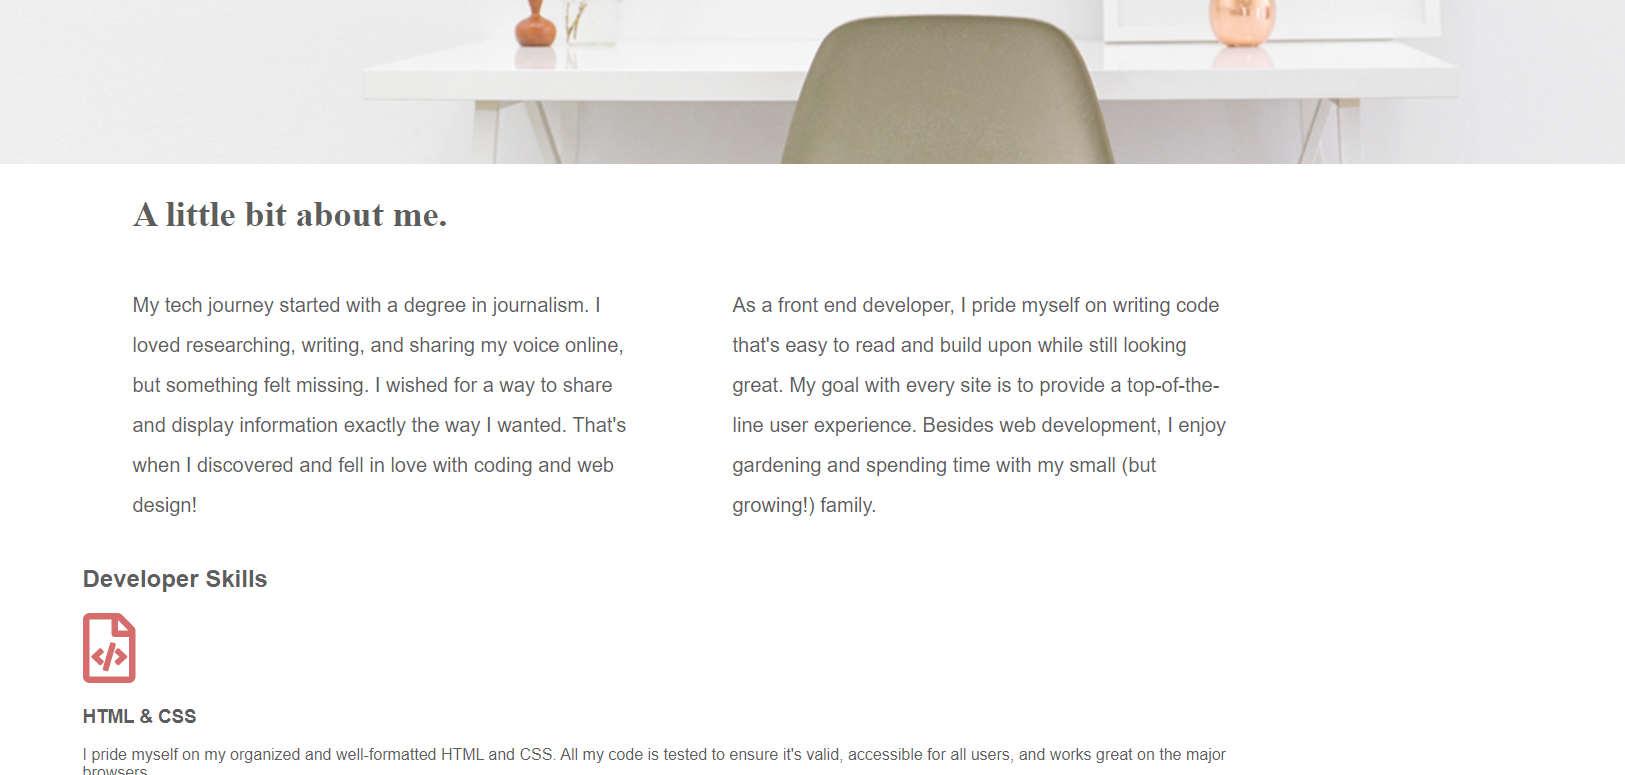 A little bit about me.
My tech journey started with a degree in journalism. I
loved researching, writing, and sharing my voice online,
but something felt missing. I wished for a way to share
and display information exactly the way I wanted. That's
when I discovered and fell in love with coding and web
design!
As a front end developer, I pride myself on writing code
that's easy to read and build upon while still looking
great. My goal with every site is to provide a top-of-the-
line user experience. Besides web development, I enjoy
gardening and spending time with my small (but
growing!) family.
Developer Skills
</>
HTML & CSS
I pride myself on my organized and well-formatted HTML and CSS. All my code is tested to ensure it's valid, accessible for all users, and works great on the major
browsers.